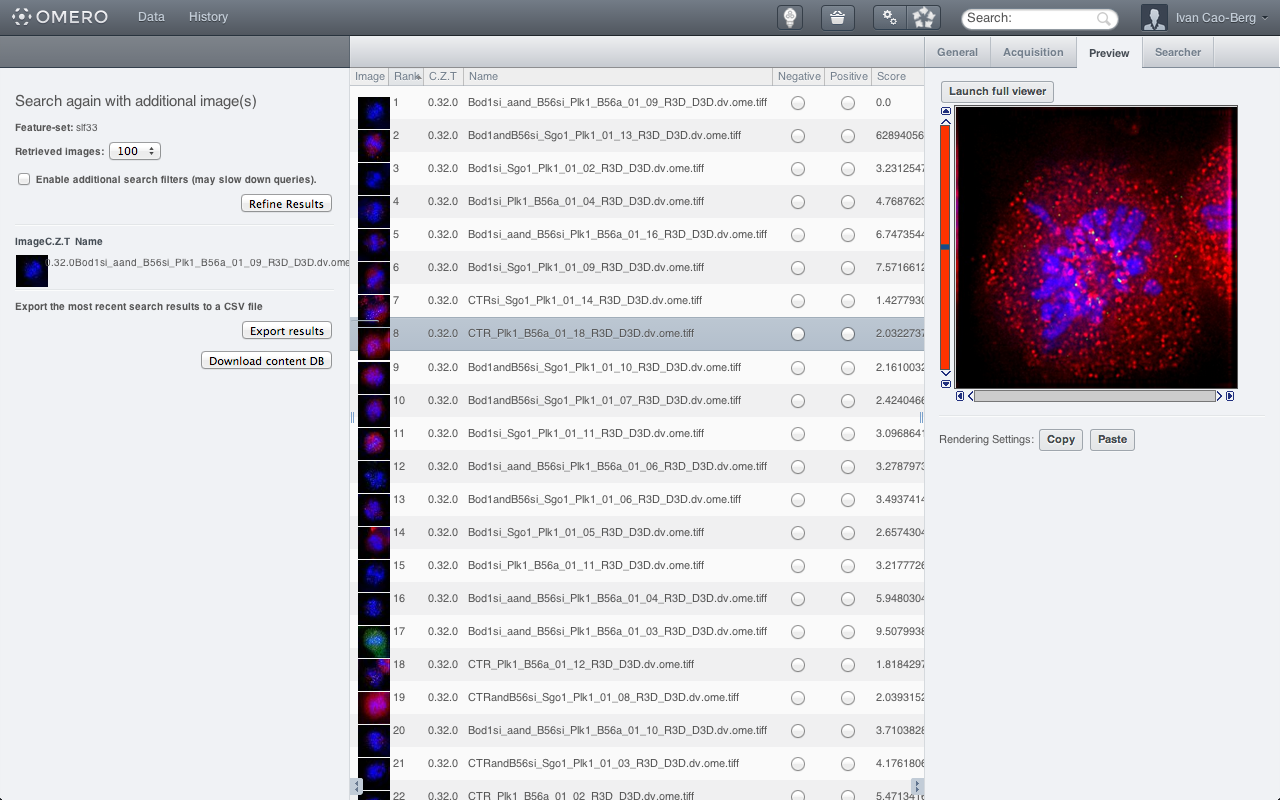 OMERO Data History Search: Ivan Cao-Berg
General Acquisition Preview Searcher
Search again with additional image(s)
Feature-set: slf33
Retrieved images: 100
Enable additional search filters (may slow down queries).
Refine Results
ImageC.Z.T Name
0.32.0Bod1si_aand_B56si_Plk1_B56a_01_09_R3D_D3D.dv.ome
Export the most recent search results to a CSV file
Export results
Download content DB
Image Rank C.Z.T Name Negative Positive Score
1 0.32.0 Bod1si_aand_B56si_Plk1_B56a_01_09_R3D_D3D.dv.ome.tiff 0.0
2 0.32.0 Bod1andB56si_Sgo1_Plk1_01_13_R3D_D3D.dv.ome.tiff 62894056
3 0.32.0 Bod1si_Sgo1_Plk1_01_02_R3D_D3D.dv.ome.tiff 3.2312547
4 0.32.0 Bod1si_Plk1_B56a_01_04_R3D_D3D.dv.ome.tiff 4.7687623
5 0.32.0 Bod1si_aand_B56si_Plk1_B56a_01_16_R3D_D3D.dv.ome.tiff 6.7473544
6 0.32.0 Bod1si_Sgo1_Plk1_01_09_R3D_D3D.dv.ome.tiff 7.5716612
7 0.32.0 CTRsi_Sgo1_Plk1_01_14_R3D_D3D.dv.ome.tiff 1.4277930
8 0.32.0 CTR_Plk1_B56a_01_18_R3D_D3D.dv.ome.tiff 2.0322737
9 0.32.0 Bod1andB56si_Sgo1_Plk1_01_10_R3D_D3D.dv.ome.tiff 2.1610032
10 0.32.0 Bod1andB56si_Sgo1_Plk1_01_07_R3D_D3D.dv.ome.tiff 2.4240466
11 0.32.0 Bod1si_Sgo1_Plk1_01_11_R3D_D3D.dv.ome.tiff 3.0968641
12 0.32.0 Bod1si_aand_B56si_Plk1_B56a_01_06_R3D_D3D.dv.ome.tiff 3.2787973
13 0.32.0 Bod1andB56si_Sgo1_Plk1_01_06_R3D_D3D.dv.ome.tiff 3.4937414
14 0.32.0 Bod1si_Sgo1_Plk1_01_05_R3D_D3D.dv.ome.tiff 2.6574304
15 0.32.0 Bod1si_Plk1_B56a_01_11_R3D_D3D.dv.ome.tiff 3.2177726
16 0.32.0 Bod1si_aand_B56si_Plk1_B56a_01_04_R3D_D3D.dv.ome.tiff 5.9480304
17 0.32.0 Bod1si_aand_B56si_Plk1_B56a_01_03_R3D_D3D.dv.ome.tiff 9.5079938
18 0.32.0 CTR_Plk1_B56a_01_12_R3D_D3D.dv.ome.tiff 1.8184297
19 0.32.0 CTRandB56si_Sgo1_Plk1_01_08_R3D_D3D.dv.ome.tiff 2.0393152
20 0.32.0 Bod1si_aand_B56si_Plk1_B56a_01_10_R3D_D3D.dv.ome.tiff 3.7103828
21 0.32.0 CTRandB56si_Sgo1_Plk1_01_03_R3D_D3D.dv.ome.tiff 4.1761806
22 0.32.0 CTR_Plk1_B56a_01_02_R3D_D3D.dv.ome.tiff 5.4713416
Launch full viewer
Rendering Settings: Copy Paste